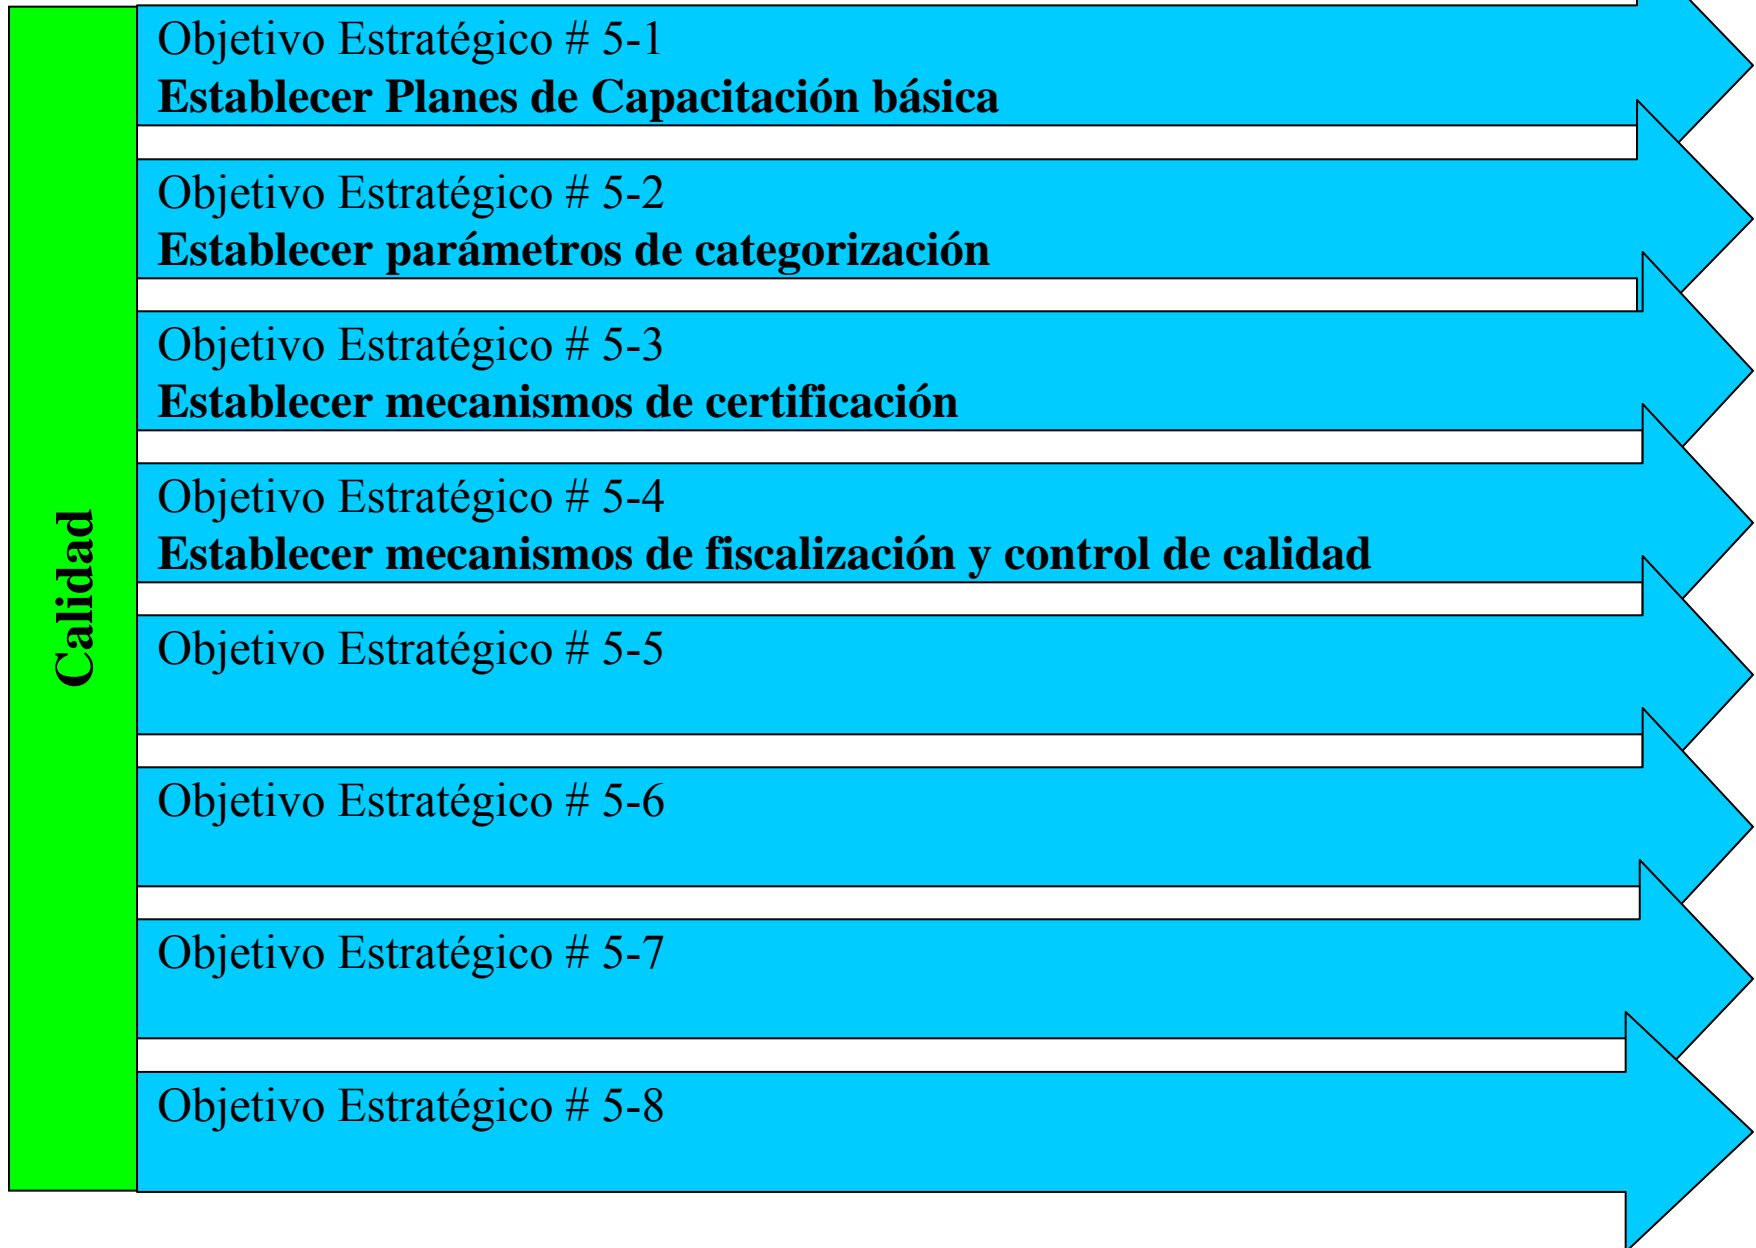 Calidad
Objetivo Estratégico # 5-1
Establecer Planes de Capacitación básica
Objetivo Estratégico # 5-2
Establecer parámetros de categorización
Objetivo Estratégico # 5-3
Establecer mecanismos de certificación
Objetivo Estratégico # 5-4
Establecer mecanismos de fiscalización y control de calidad
Objetivo Estratégico # 5-5
Objetivo Estratégico # 5-6
Objetivo Estratégico # 5-7
Objetivo Estratégico # 5-8